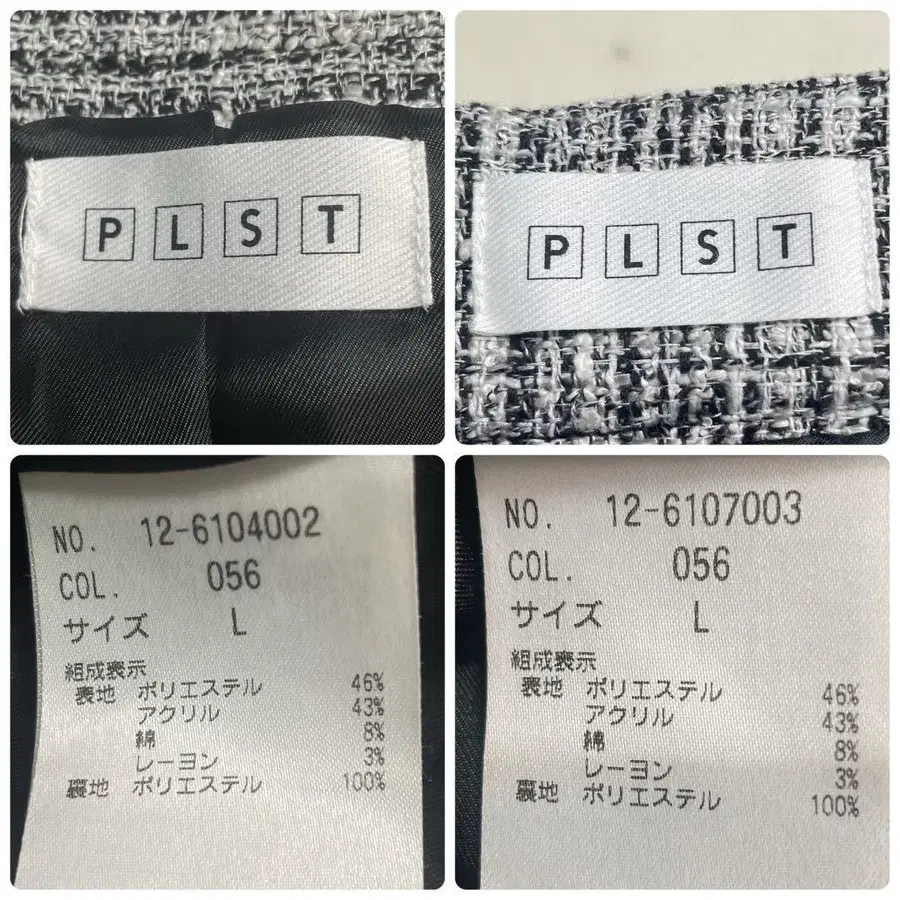 PLST
PLST
NO. 12-6104002
COL. 056
サイズ L
組成表示
表地 ポリエステル 46%
アクリル 43%
綿 8%
レーヨン 3%
裏地 ポリエステル 100%
NO. 12-6107003
COL. 056
サイズ L
組成表示
表地 ポリエステル 46%
アクリル 43%
綿 8%
レーヨン 3%
裏地 ポリエステル 100%